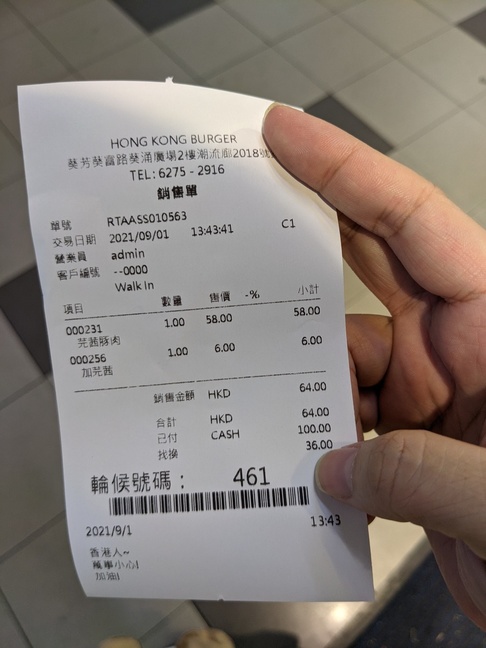 HONG KONG BURGER
葵芳葵富路葵涌廣場2樓潮流廊2018號
TEL: 6275 - 2916
銷售單
單號 RTAASS010563
交易日期 2021/09/01 13:43:41 C1
營業員 admin
客戶編號 --0000
Walk In
項目 數量 售價 -% 小計
000231 1.00 58.00 58.00
芫茜豚肉
000256 1.00 6.00 6.00
加芫茜
銷售金額 HKD 64.00
合計 HKD 64.00
已付 CASH 100.00
找換 36.00
輪候號碼： 461
2021/9/1 13:43
香港人~
萬事小心!
加油!